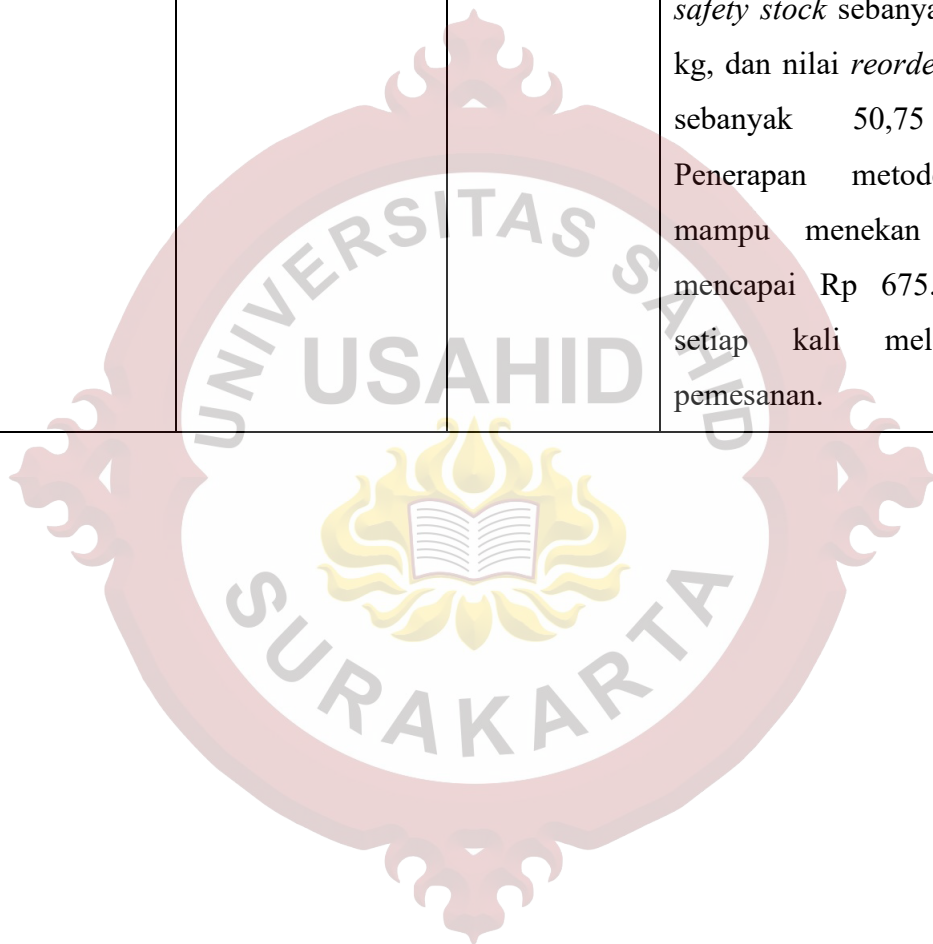 safety stock sebanya
kg, dan nilai reorde
sebanyak 50,75
Penerapan metod
mampu menekan
mencapai Rp 675.
setiap kali mel
pemesanan.
UNIVERSITAS SAHID
USAHID
SURAKARTA